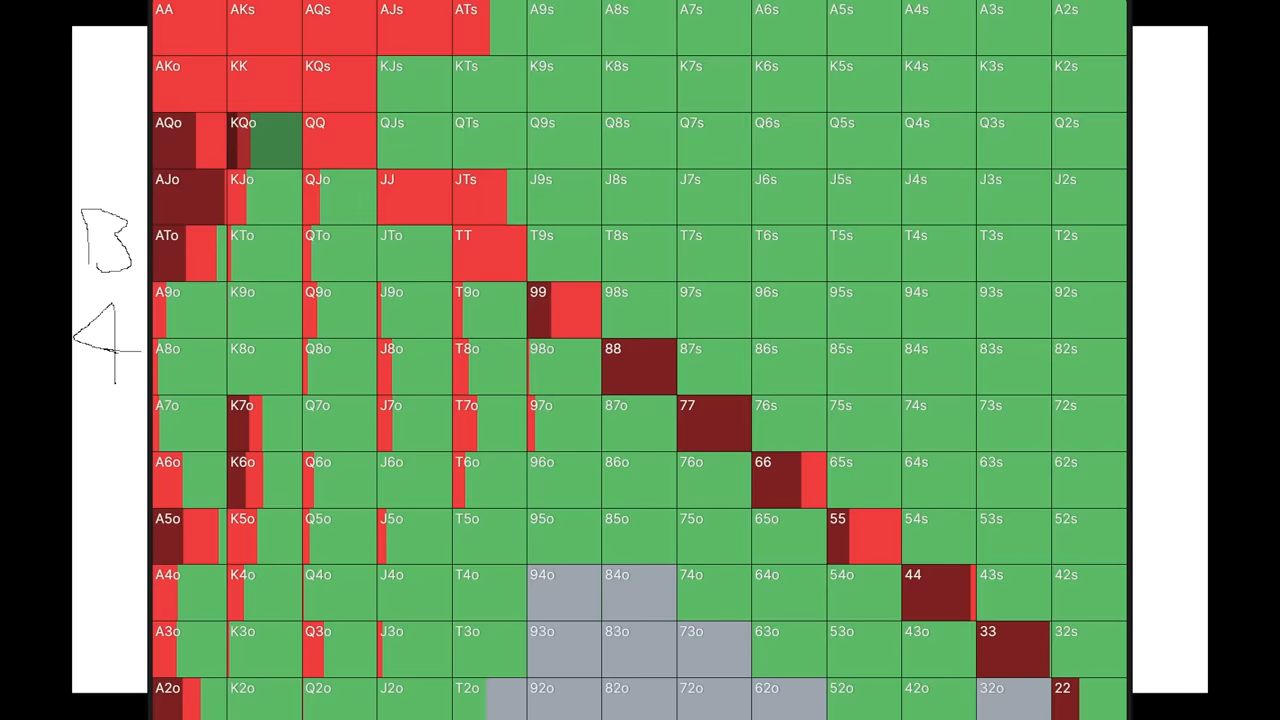 AA AKs AQs AJs ATs A9s A8s A7s A6s A5s A4s A3s A2s
AKo KK KQs KJs KTs K9s K8s K7s K6s K5s K4s K3s K2s
AQo KQo QQ QJs QTs Q9s Q8s Q7s Q6s Q5s Q4s Q3s Q2s
AJo KJo QJo JJ JTs J9s J8s J7s J6s J5s J4s J3s J2s
B
ATo KTo QTo JTo TT T9s T8s T7s T6s T5s T4s T3s T2s
A9o K9o Q9o J9o T9o 99 98s 97s 96s 95s 94s 93s 92s
4
A8o K8o Q8o J8o T8o 98o 88 87s 86s 85s 84s 83s 82s
A7o K7o Q7o J7o T7o 97o 87o 77 76s 75s 74s 73s 72s
A6o K6o Q6o J6o T6o 96o 86o 76o 66 65s 64s 63s 62s
A5o K5o Q5o J5o T5o 95o 85o 75o 65o 55 54s 53s 52s
A4o K4o Q4o J4o T4o 94o 84o 74o 64o 54o 44 43s 42s
A3o K3o Q3o J3o T3o 93o 83o 73o 63o 53o 43o 33 32s
A2o K2o Q2o J2o T2o 92o 82o 72o 62o 52o 42o 32o 22